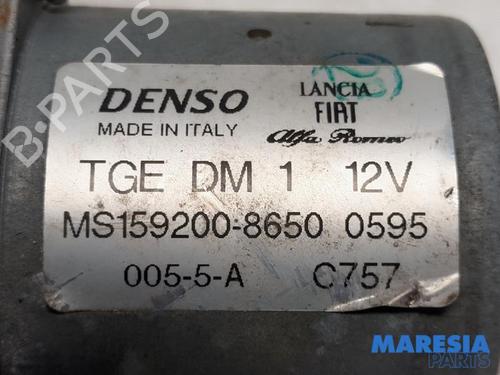 B-PARTS
DENSO
MADE IN ITALY
LANCIA
FIAT
Alfa Romeo
TGE DM 1 12V
MS159200-8650 0595
005-5-A C757
MARESIA
PARTS